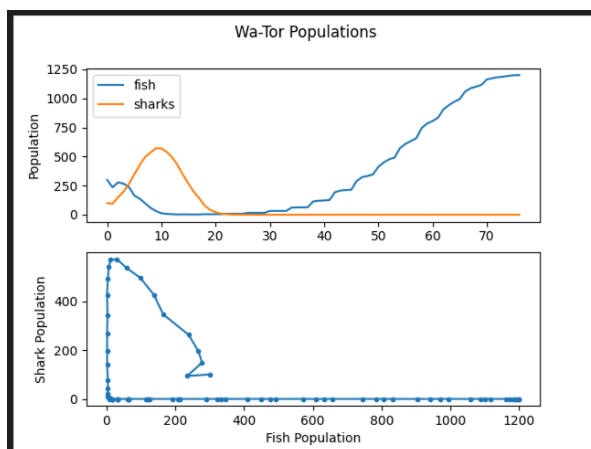 Wa-Tor Populations
1250
1000
750
500
250
0
Population
fish
sharks
0 10 20 30 40 50 60 70
400
200
0
Shark Population
0 200 400 600 800 1000 1200
Fish Population